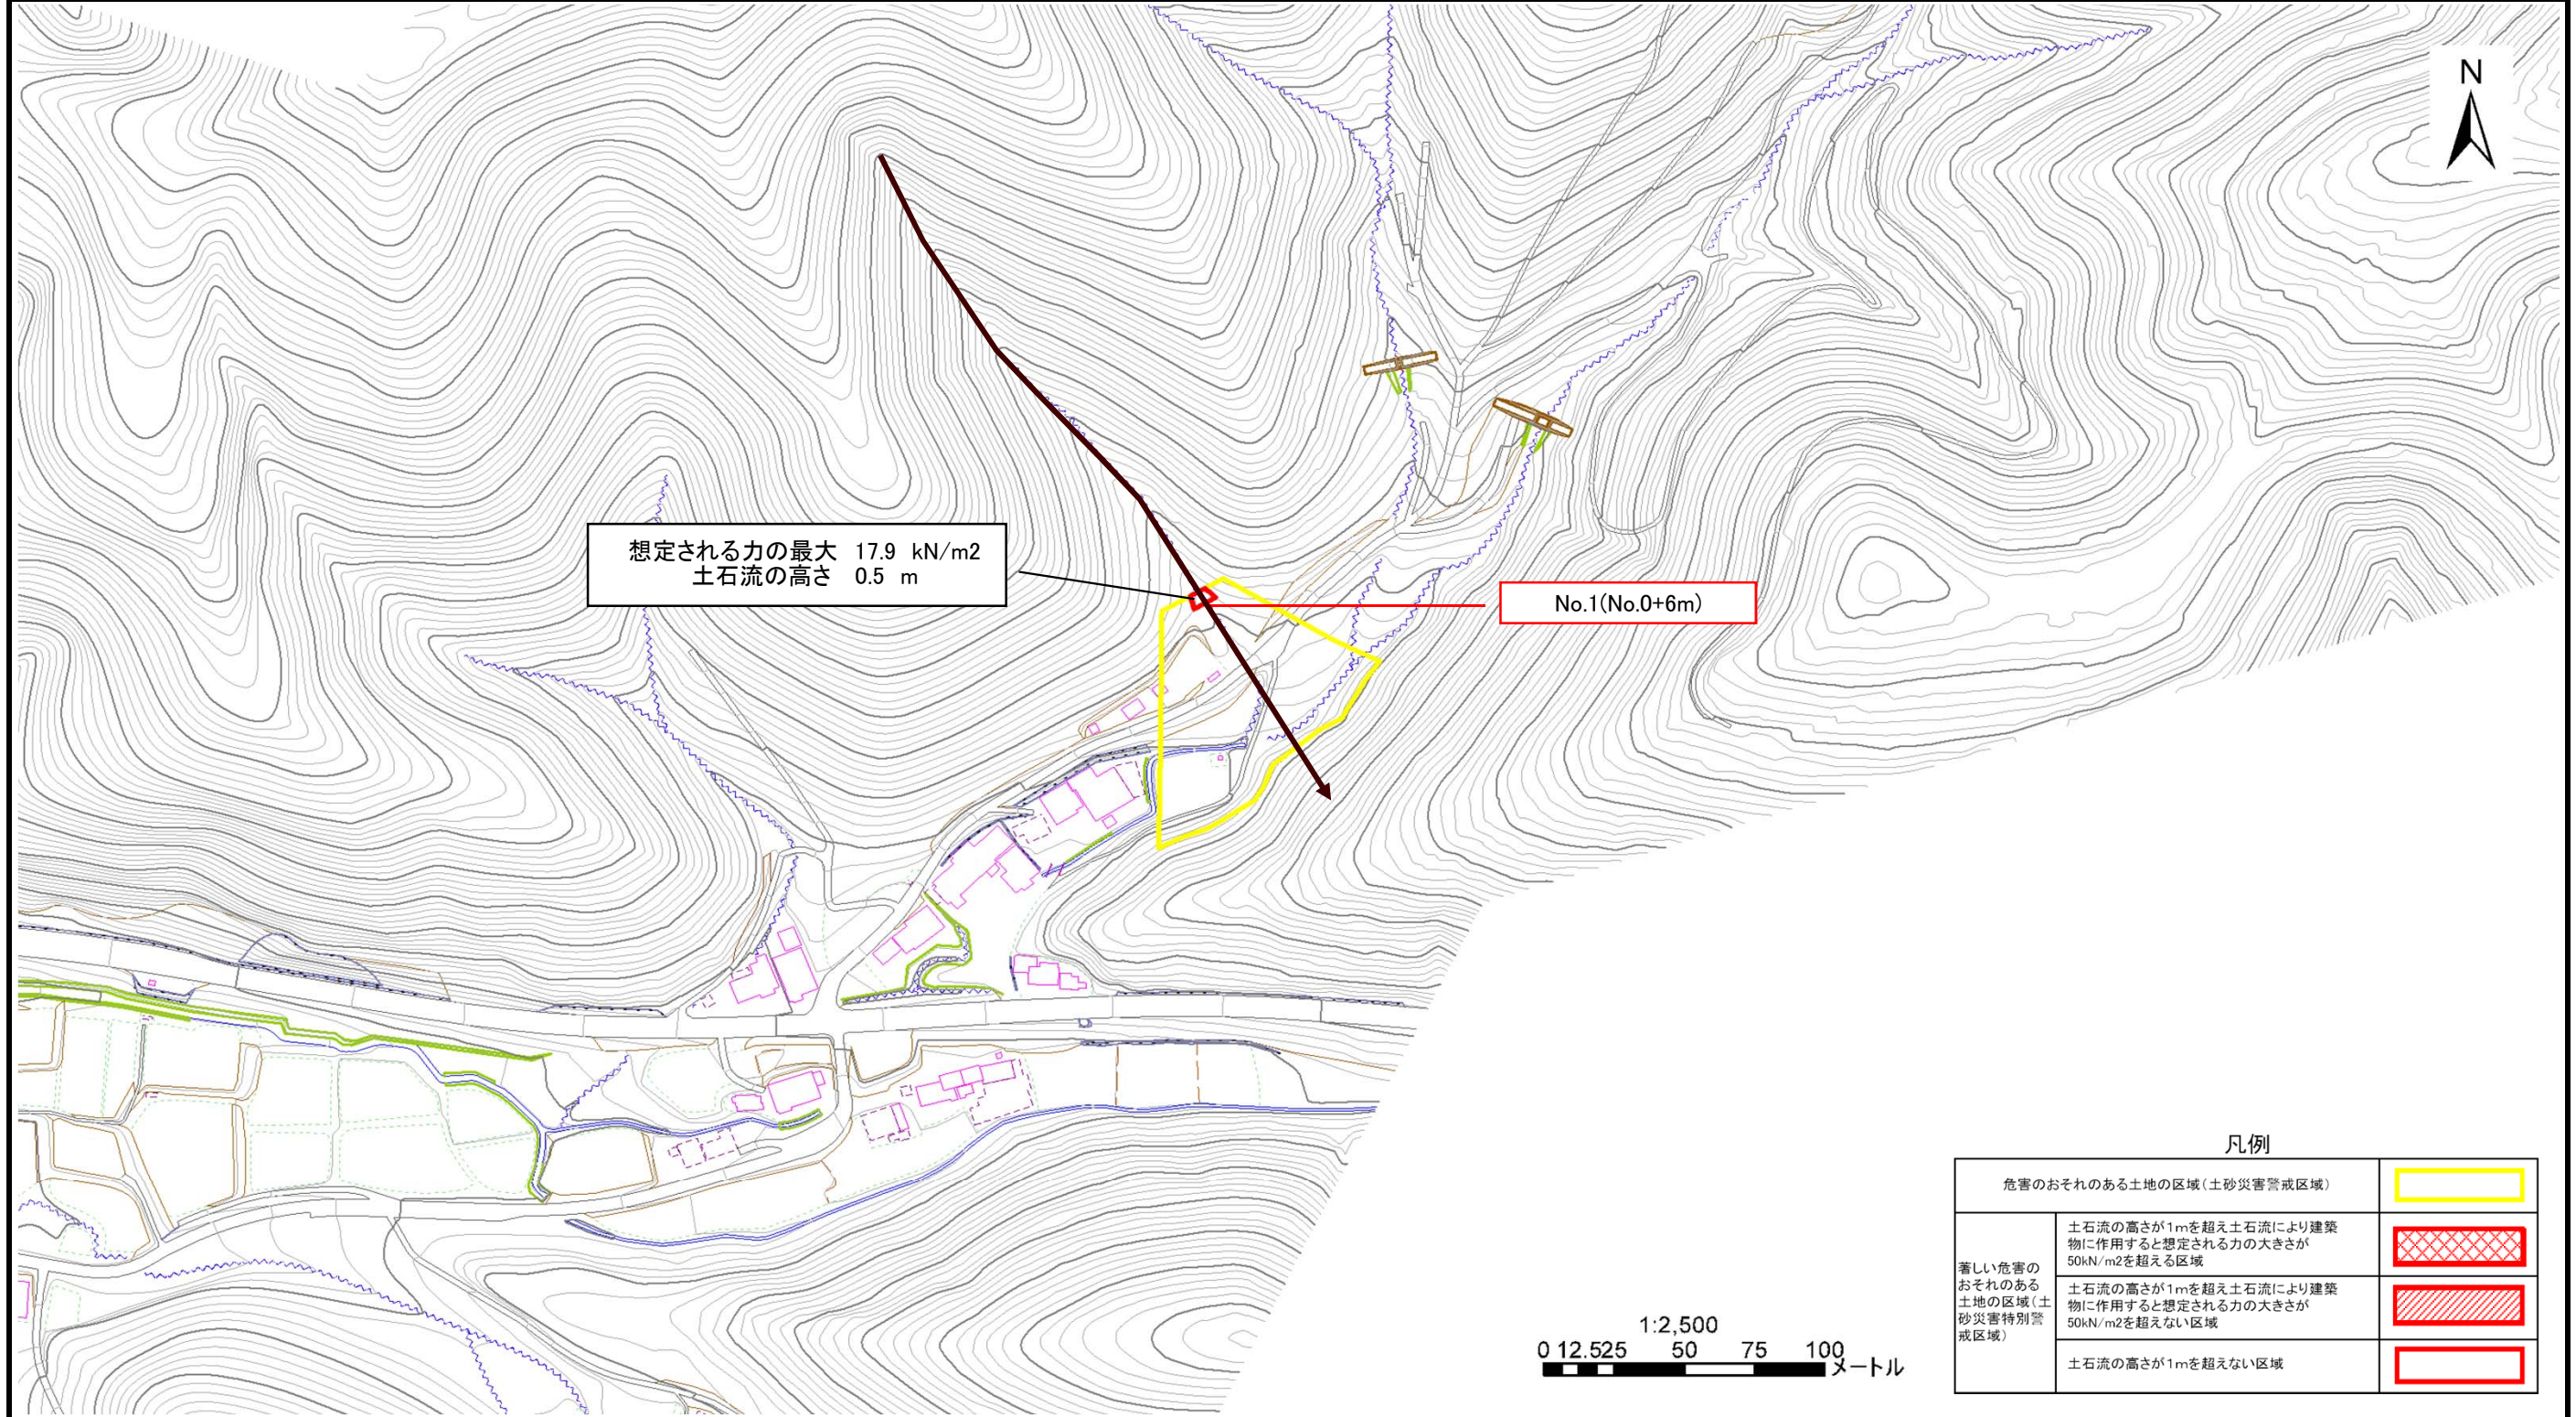 N
想定される力の最大 17.9 kN/m2
土石流の高さ 0.5 m
No.1(No.0+6m)
凡例
危害のおそれのある土地の区域(土砂災害警戒区域)
著しい危害の
おそれのある
土地の区域(土
砂災害特別警
戒区域)
土石流の高さが1mを超え土石流により建築
物に作用すると想定される力の大きさが
50kN/m2を超える区域
土石流の高さが1mを超え土石流により建築
物に作用すると想定される力の大きさが
50kN/m2を超えない区域
土石流の高さが1mを超えない区域
1:2,500
0 12.525 50 75 100
メートル